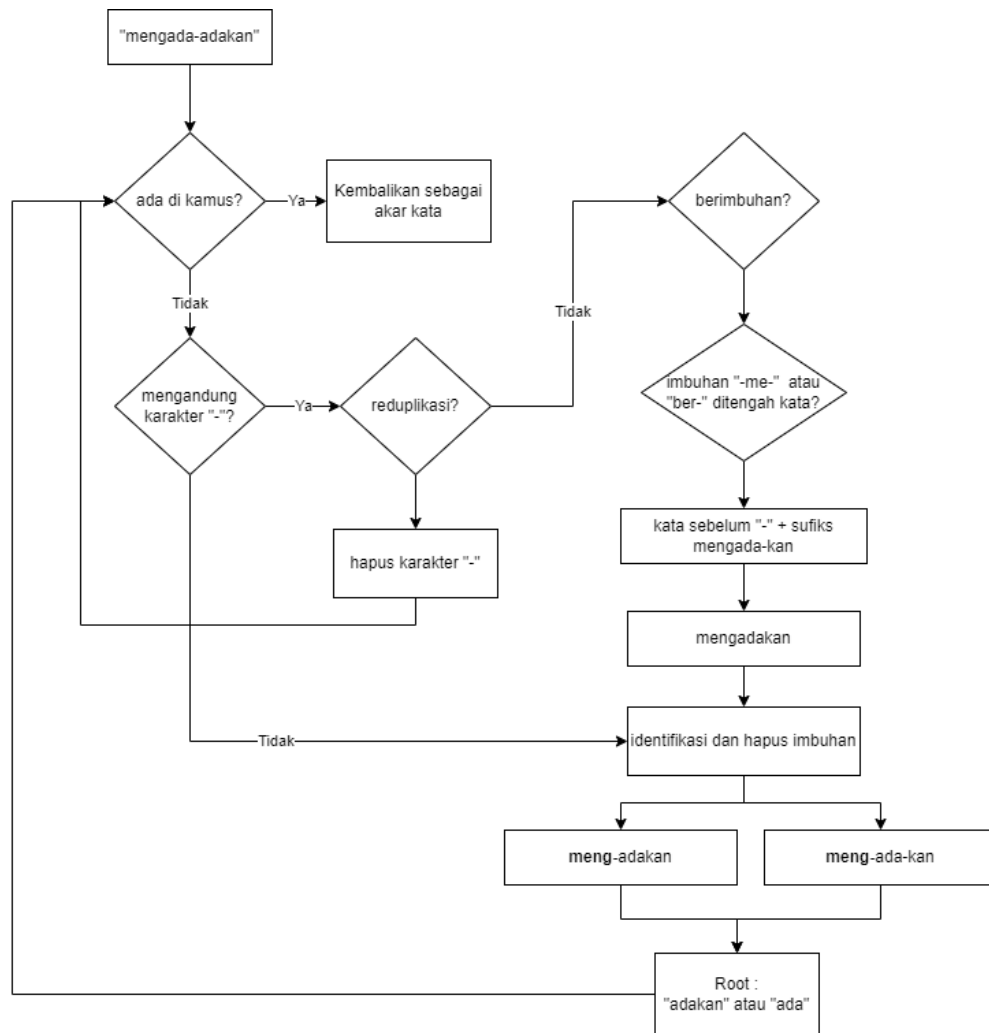 "mengada-adakan"
ada di kamus?
Ya
Kembalikan sebagai
akar kata
berimbuhan?
Tidak
Tidak
mengandung
karakter "-"?
Ya
reduplikasi?
imbuhan "-me-" atau
"ber-" ditengah kata?
hapus karakter "-"
kata sebelum "-" + sufiks
mengada-kan
mengadakan
Tidak
identifikasi dan hapus imbuhan
meng-adakan
meng-ada-kan
Root :
"adakan" atau "ada"